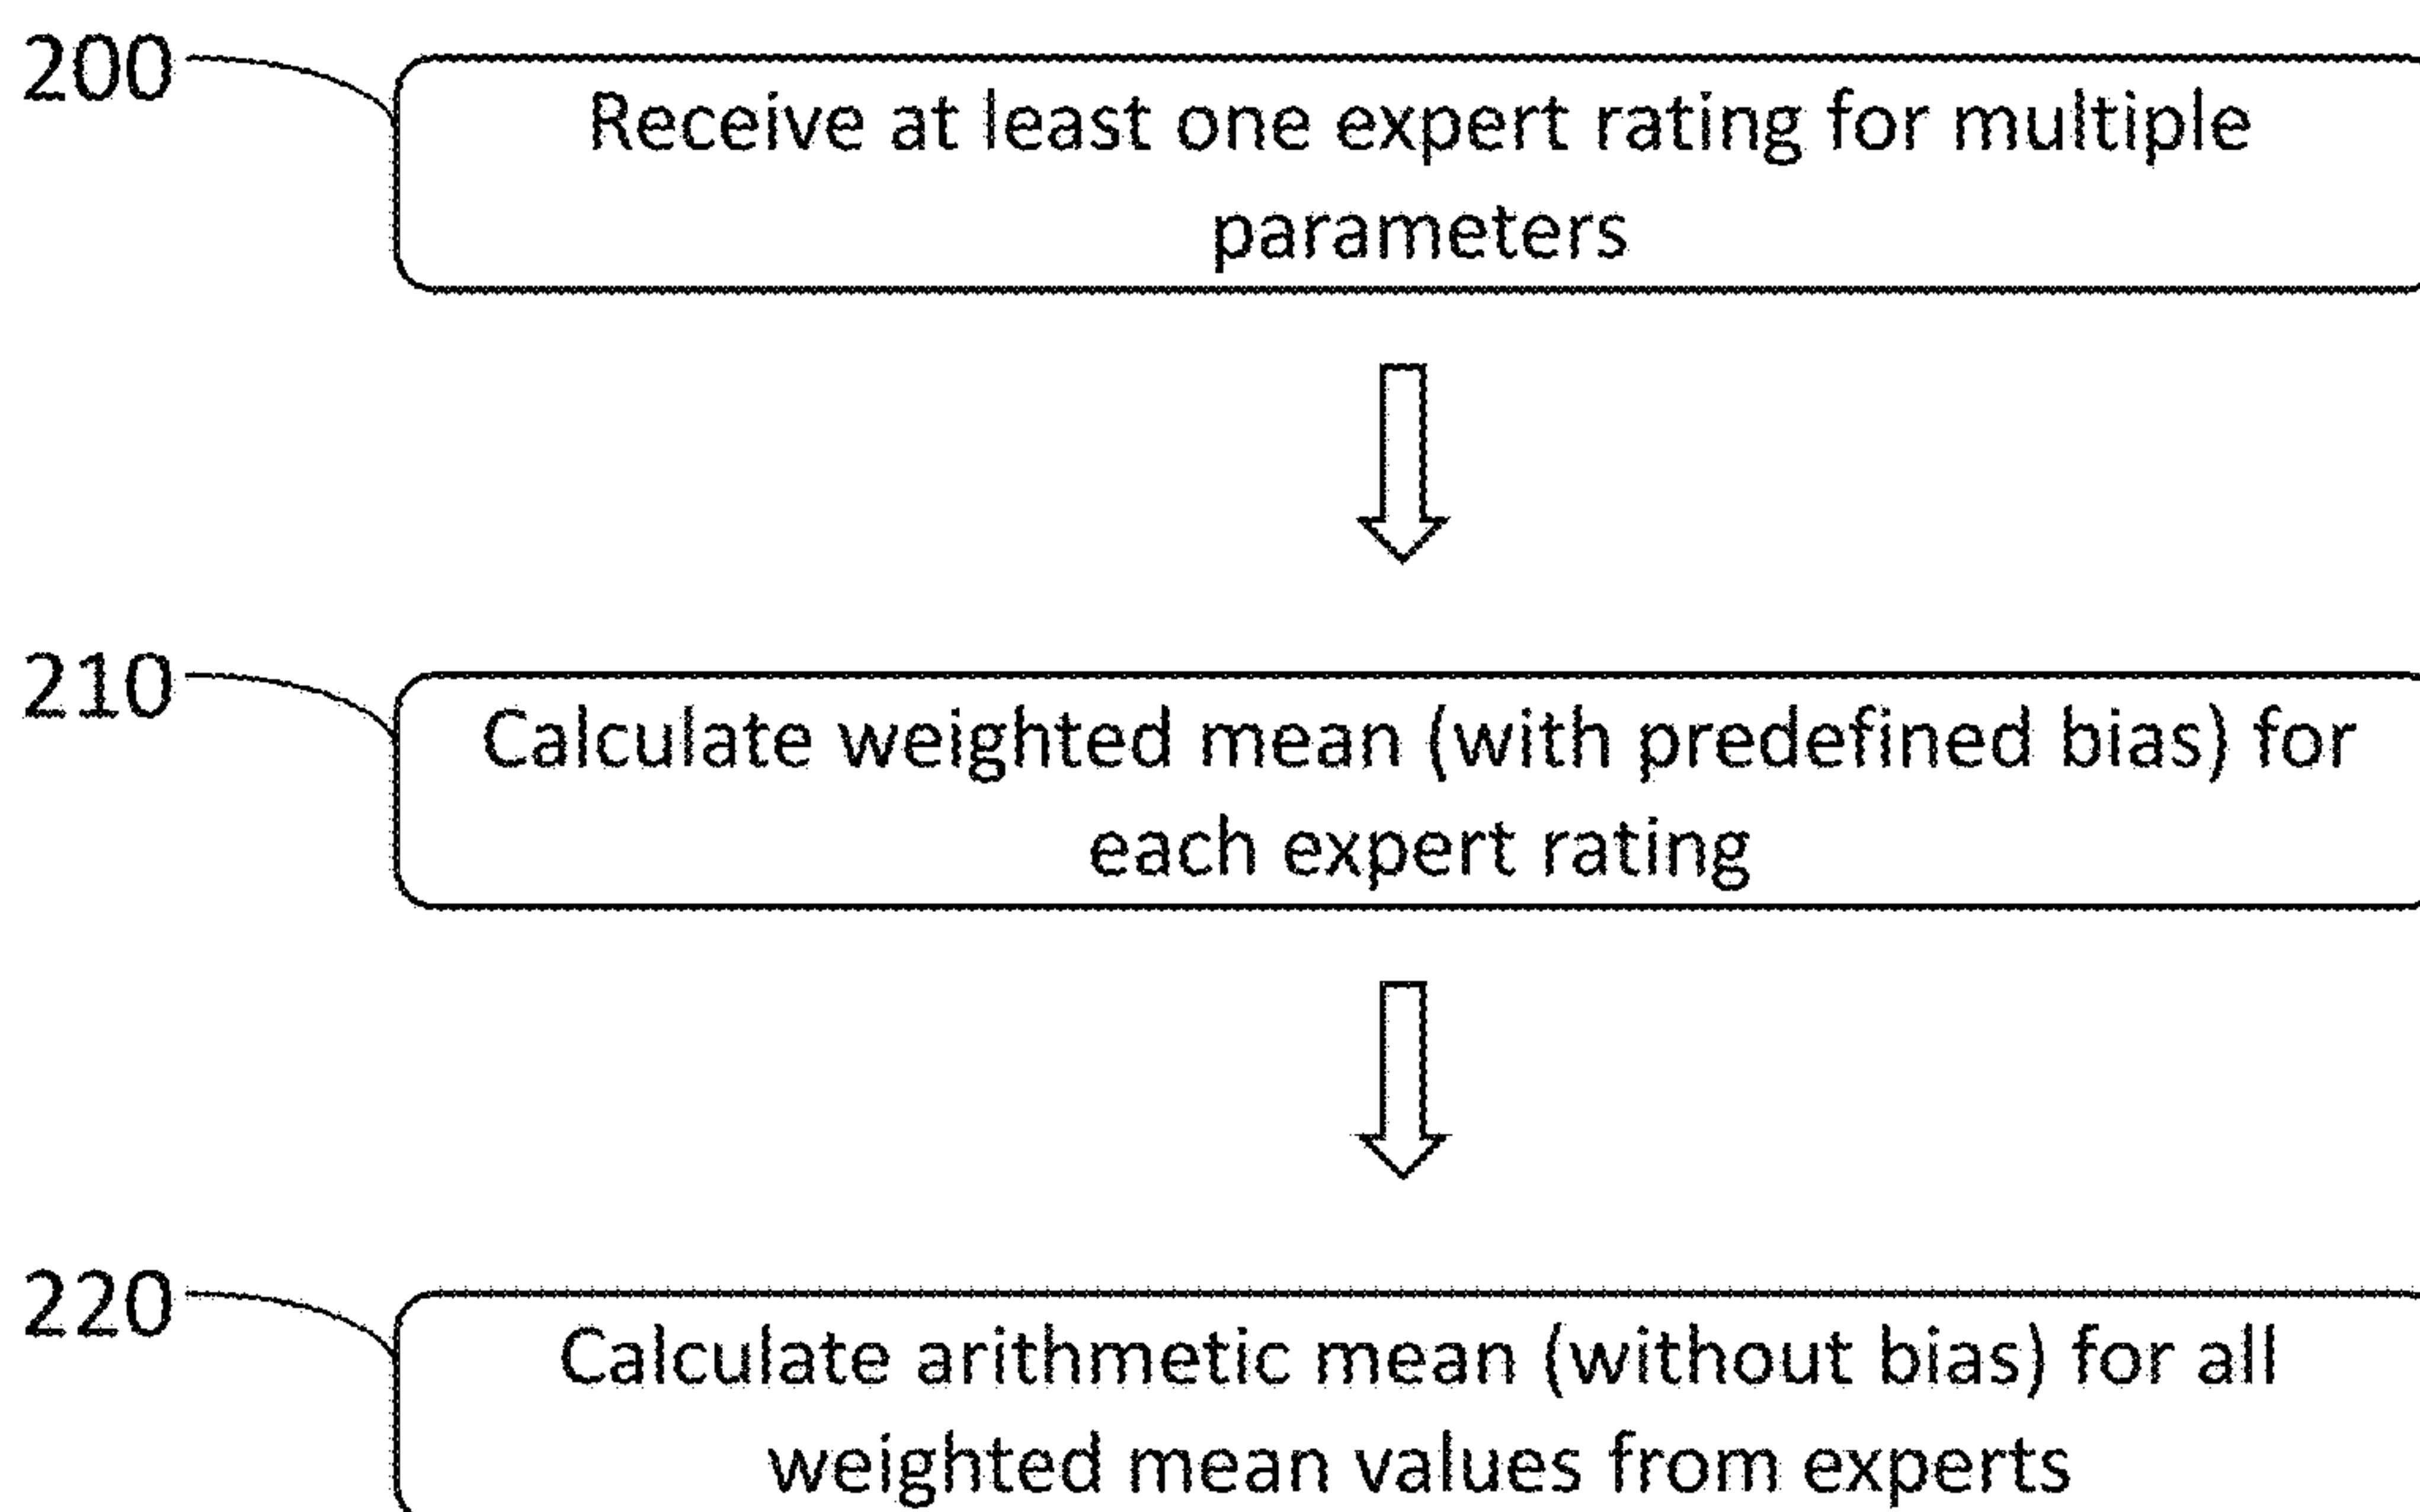 200
Receive at least one expert rating for multiple
parameters
210
Calculate weighted mean (with predefined bias) for
each expert rating
220
Calculate arithmetic mean (without bias) for all
weighted mean values from experts